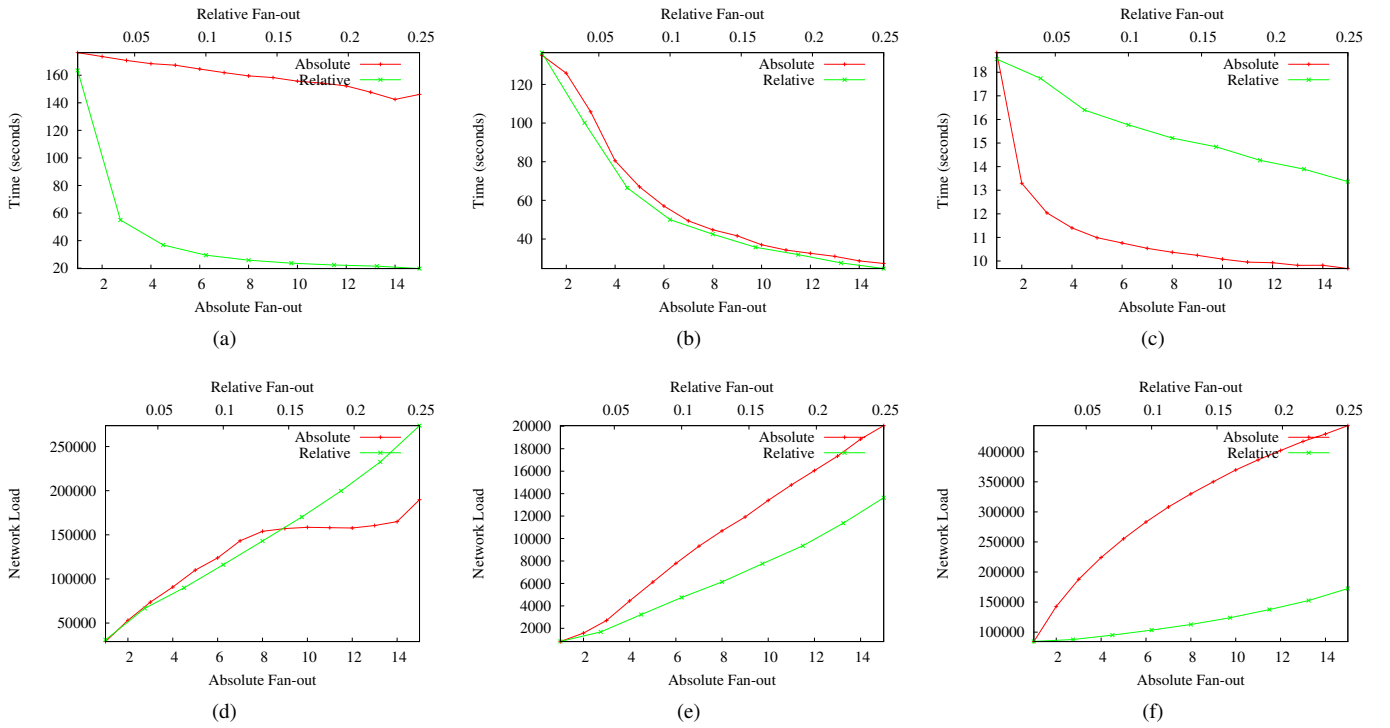 Relative Fan-out
0.05 0.1 0.15 0.2 0.25
Absolute
Relative
160
140
120
100
80
60
40
20
Time (seconds)
2 4 6 8 10 12 14
Absolute Fan-out
(a)
Relative Fan-out
0.05 0.1 0.15 0.2 0.25
Absolute
Relative
120
100
80
60
40
Time (seconds)
2 4 6 8 10 12 14
Absolute Fan-out
(b)
Relative Fan-out
0.05 0.1 0.15 0.2 0.25
Absolute
Relative
18
17
16
15
14
13
12
11
10
Time (seconds)
2 4 6 8 10 12 14
Absolute Fan-out
(c)
Relative Fan-out
0.05 0.1 0.15 0.2 0.25
Absolute
Relative
250000
200000
150000
100000
50000
Network Load
2 4 6 8 10 12 14
Absolute Fan-out
(d)
Relative Fan-out
0.05 0.1 0.15 0.2 0.25
Absolute
Relative
20000
18000
16000
14000
12000
10000
8000
6000
4000
2000
Network Load
2 4 6 8 10 12 14
Absolute Fan-out
(e)
Relative Fan-out
0.05 0.1 0.15 0.2 0.25
Absolute
Relative
400000
350000
300000
250000
200000
150000
100000
Network Load
2 4 6 8 10 12 14
Absolute Fan-out
(f)